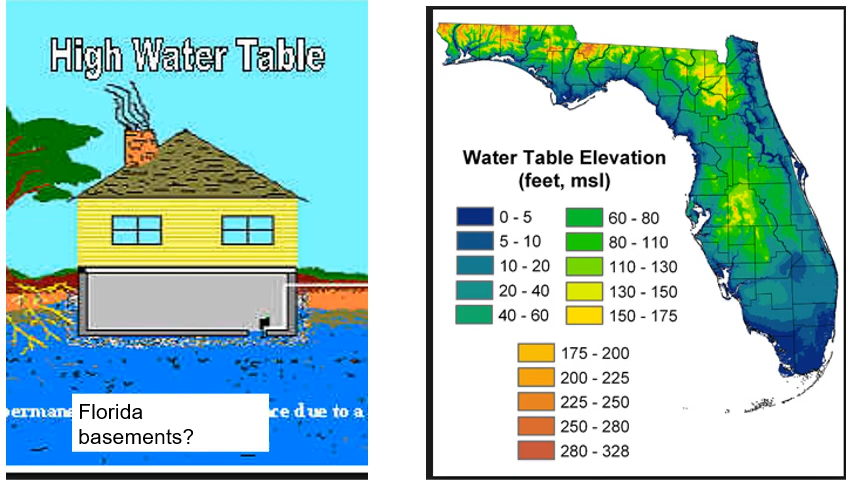 High Water Table
Florida
basements?
ce due to a
Water Table Elevation
(feet, msl)
0 - 5
5 - 10
10 - 20
20 - 40
40 - 60
60 - 80
80 - 110
110 - 130
130 - 150
150 - 175
175 - 200
200 - 225
225 - 250
250 - 280
280 - 328